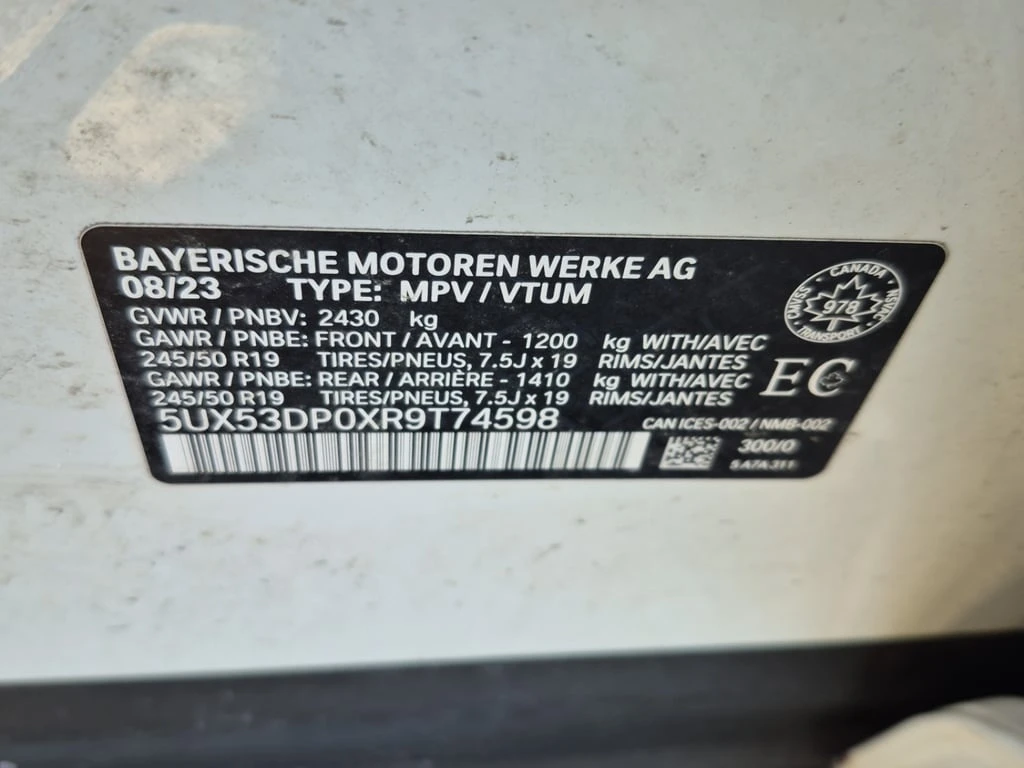 BAYERISCHE MOTOREN WERKE AG
08/23 TYPE: MPV / VTUM
GVWR / PNBV: 2430 kg
GAWR / PNBE: FRONT / AVANT - 1200 kg WITH/AVEC
245/50 R19 TIRES/PNEUS, 7.5J x 19 RIMS/JANTES
GAWR / PNBE: REAR / ARRIÈRE - 1410 kg WITH/AVEC
245/50 R19 TIRES/PNEUS, 7.5J x 19 RIMS/JANTES
5UX53DP0XR9T74598
CANADA
CMVSS
978
NSVAC
TRANSPORT
EC
CAN ICES-002 / NMB-002
300/0